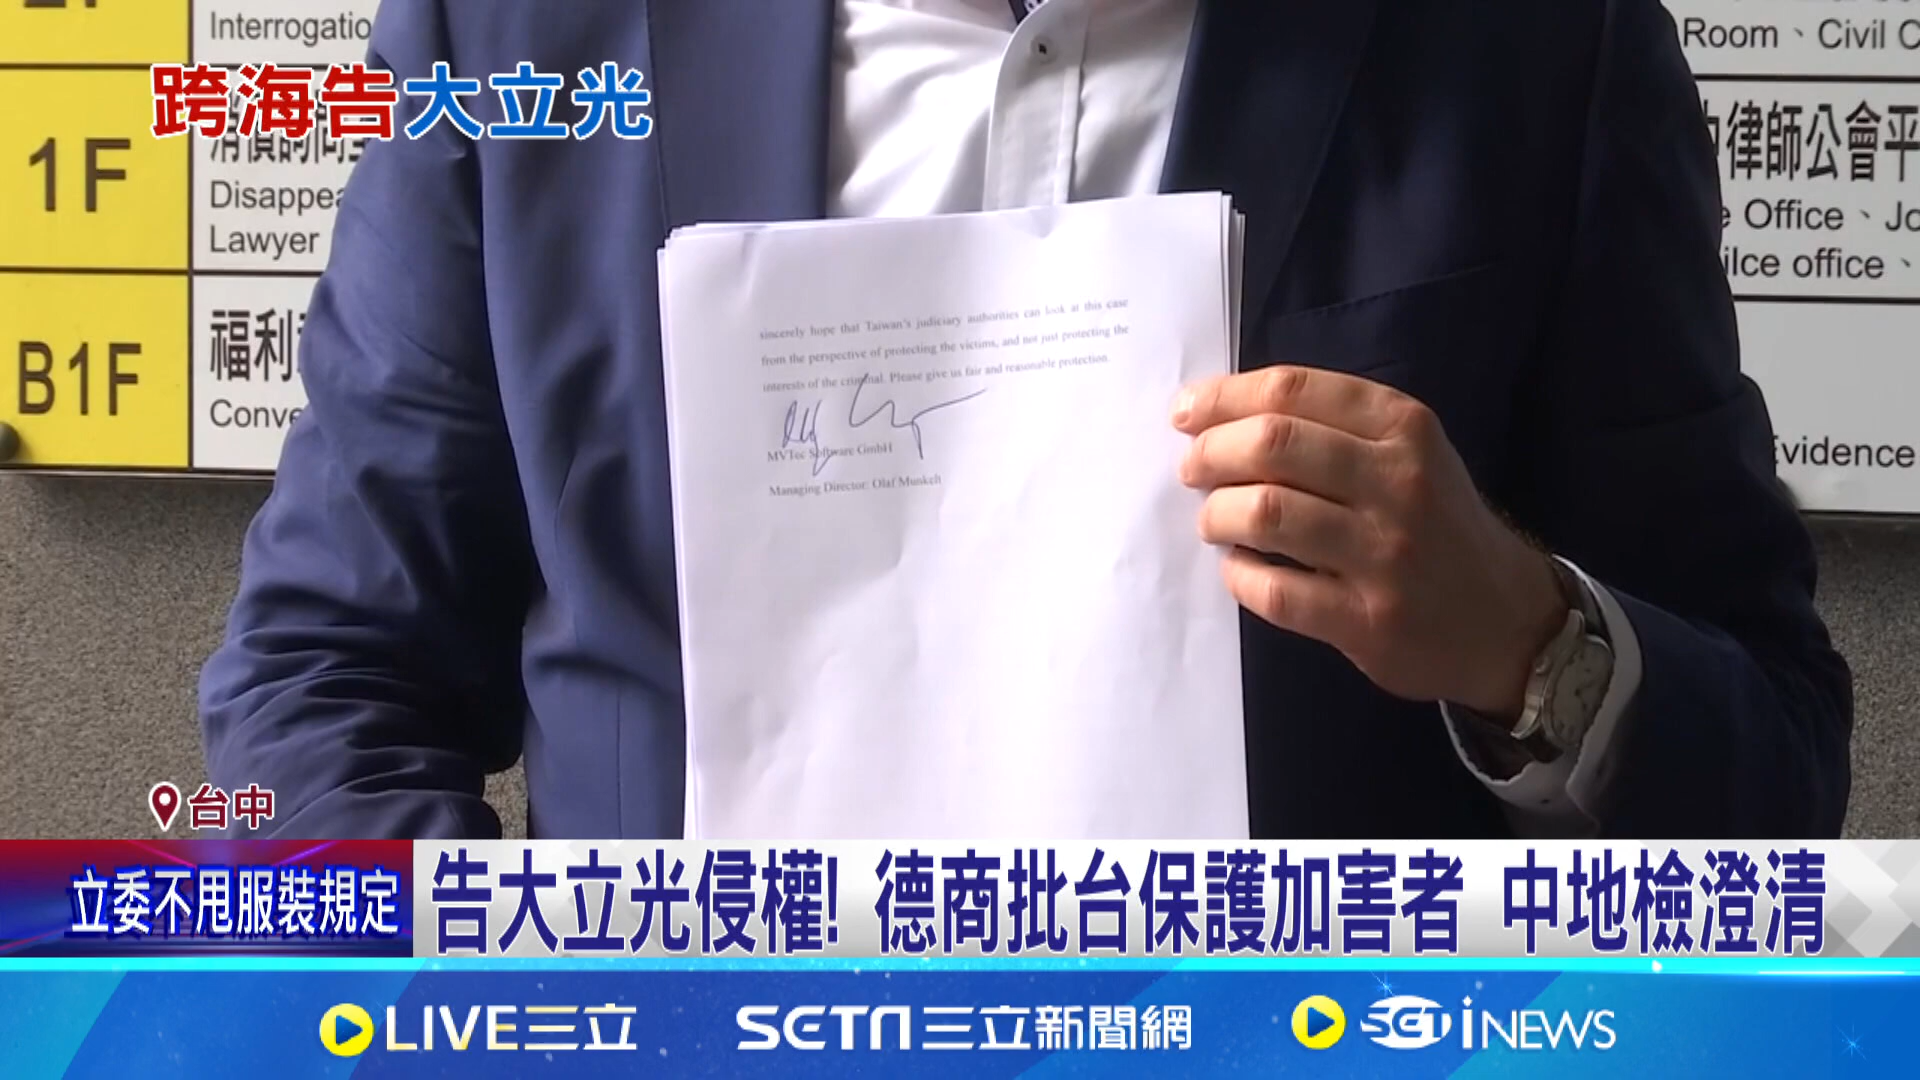 Interrogatio
Room、Civil C
跨海告大立光
1F
Disappea
Lawyer
中律師公會平
Office、Jo
ilce office、
B1F
福利
Conve
Evidence
sincerely hope that Taiwan's judiciary authorities can look at this case
from the perspective of protecting the victims, and not just protecting the
interests of the criminal. Please give us fair and reasonable protection.
MVTec Software GmbH
Managing Director: Olaf Munkelt
台中
立委不甩服裝規定
告大立光侵權! 德商批台保護加害者 中地檢澄清
LIVE三立
SETN三立新聞網
SETiNEWS